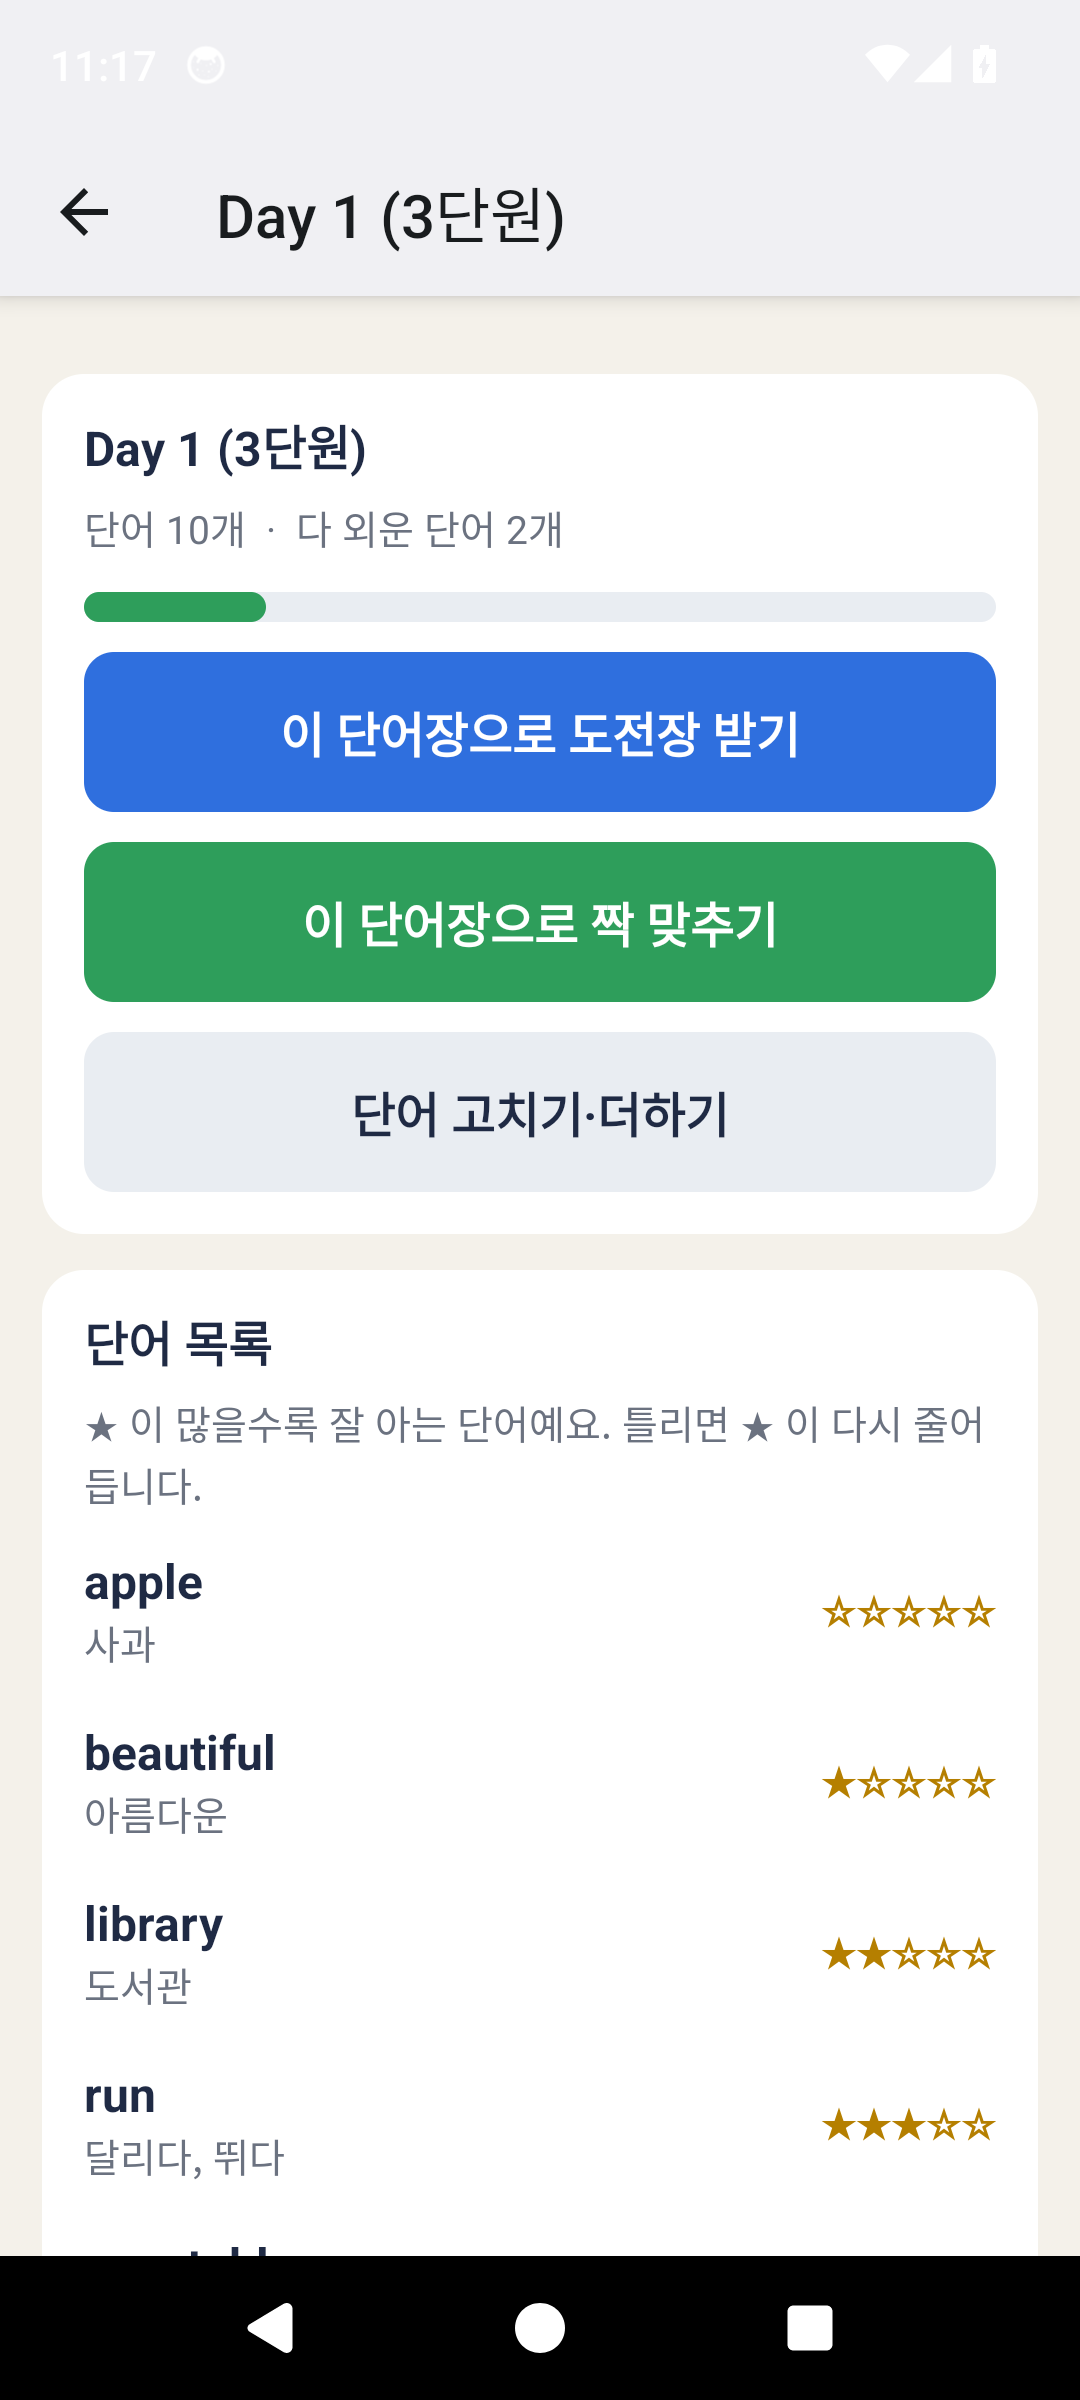 11:17
Day 1 (3단원)
Day 1 (3단원)
단어 10개 · 다 외운 단어 2개
이 단어장으로 도전장 받기
이 단어장으로 짝 맞추기
단어 고치기·더하기
단어 목록
★ 이 많을수록 잘 아는 단어예요. 틀리면 ★ 이 다시 줄어
듭니다.
apple
☆☆☆☆☆
사과
beautiful
★☆☆☆☆
아름다운
library
★★☆☆☆
도서관
run
★★★☆☆
달리다, 뛰다